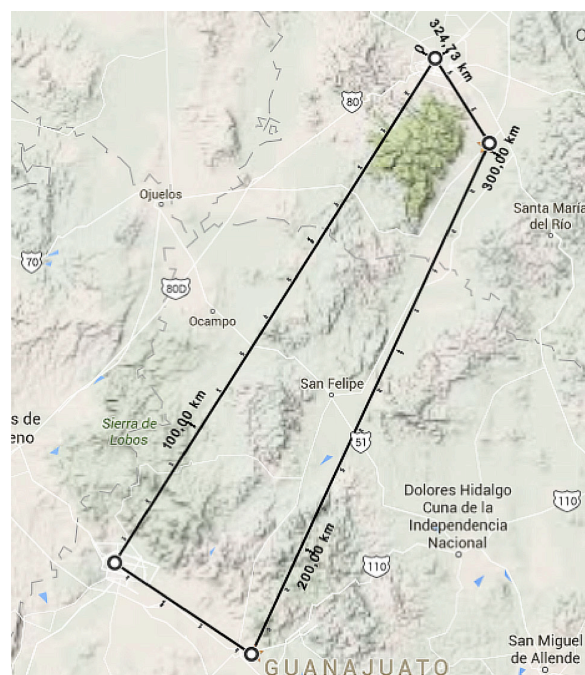 324,73 km
80
300,00 km
Ojuelos
Santa María
del Río
70
80D
Ocampo
San Felipe
100,00 km
Sierra de
Lobos
s de
eno
51
Dolores Hidalgo
Cuna de la
Independencia
Nacional
110
200,00 km
110
San Miguel
de Allende
GUANAJUATO